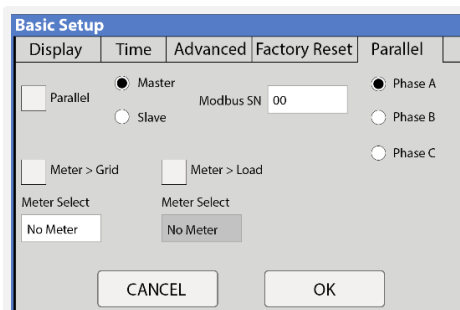 Basic Setup
Display Time Advanced Factory Reset Parallel
Parallel
Master
Slave
Modbus SN 00
Phase A
Phase B
Phase C
Meter > Grid
Meter > Load
Meter Select
Meter Select
No Meter
No Meter
CANCEL
OK